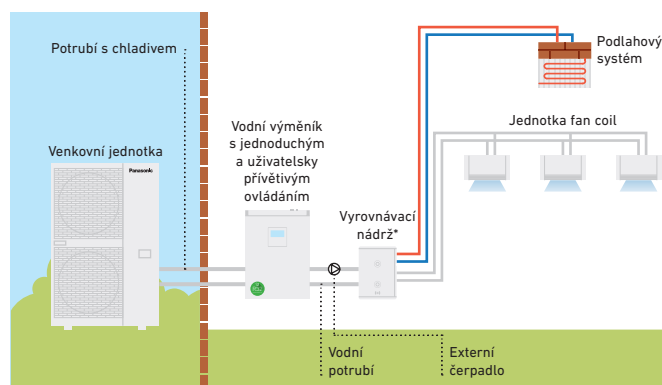 Potrubí s chladivem
Podlahový
systém
Jednotka fan coil
Vodní výměník
s jednoduchým
a uživatelsky
přívětivým
ovládáním
Venkovní jednotka
Panasonic
Vyrovnávací
nádrž*
Vodní
potrubí
Externí
čerpadlo